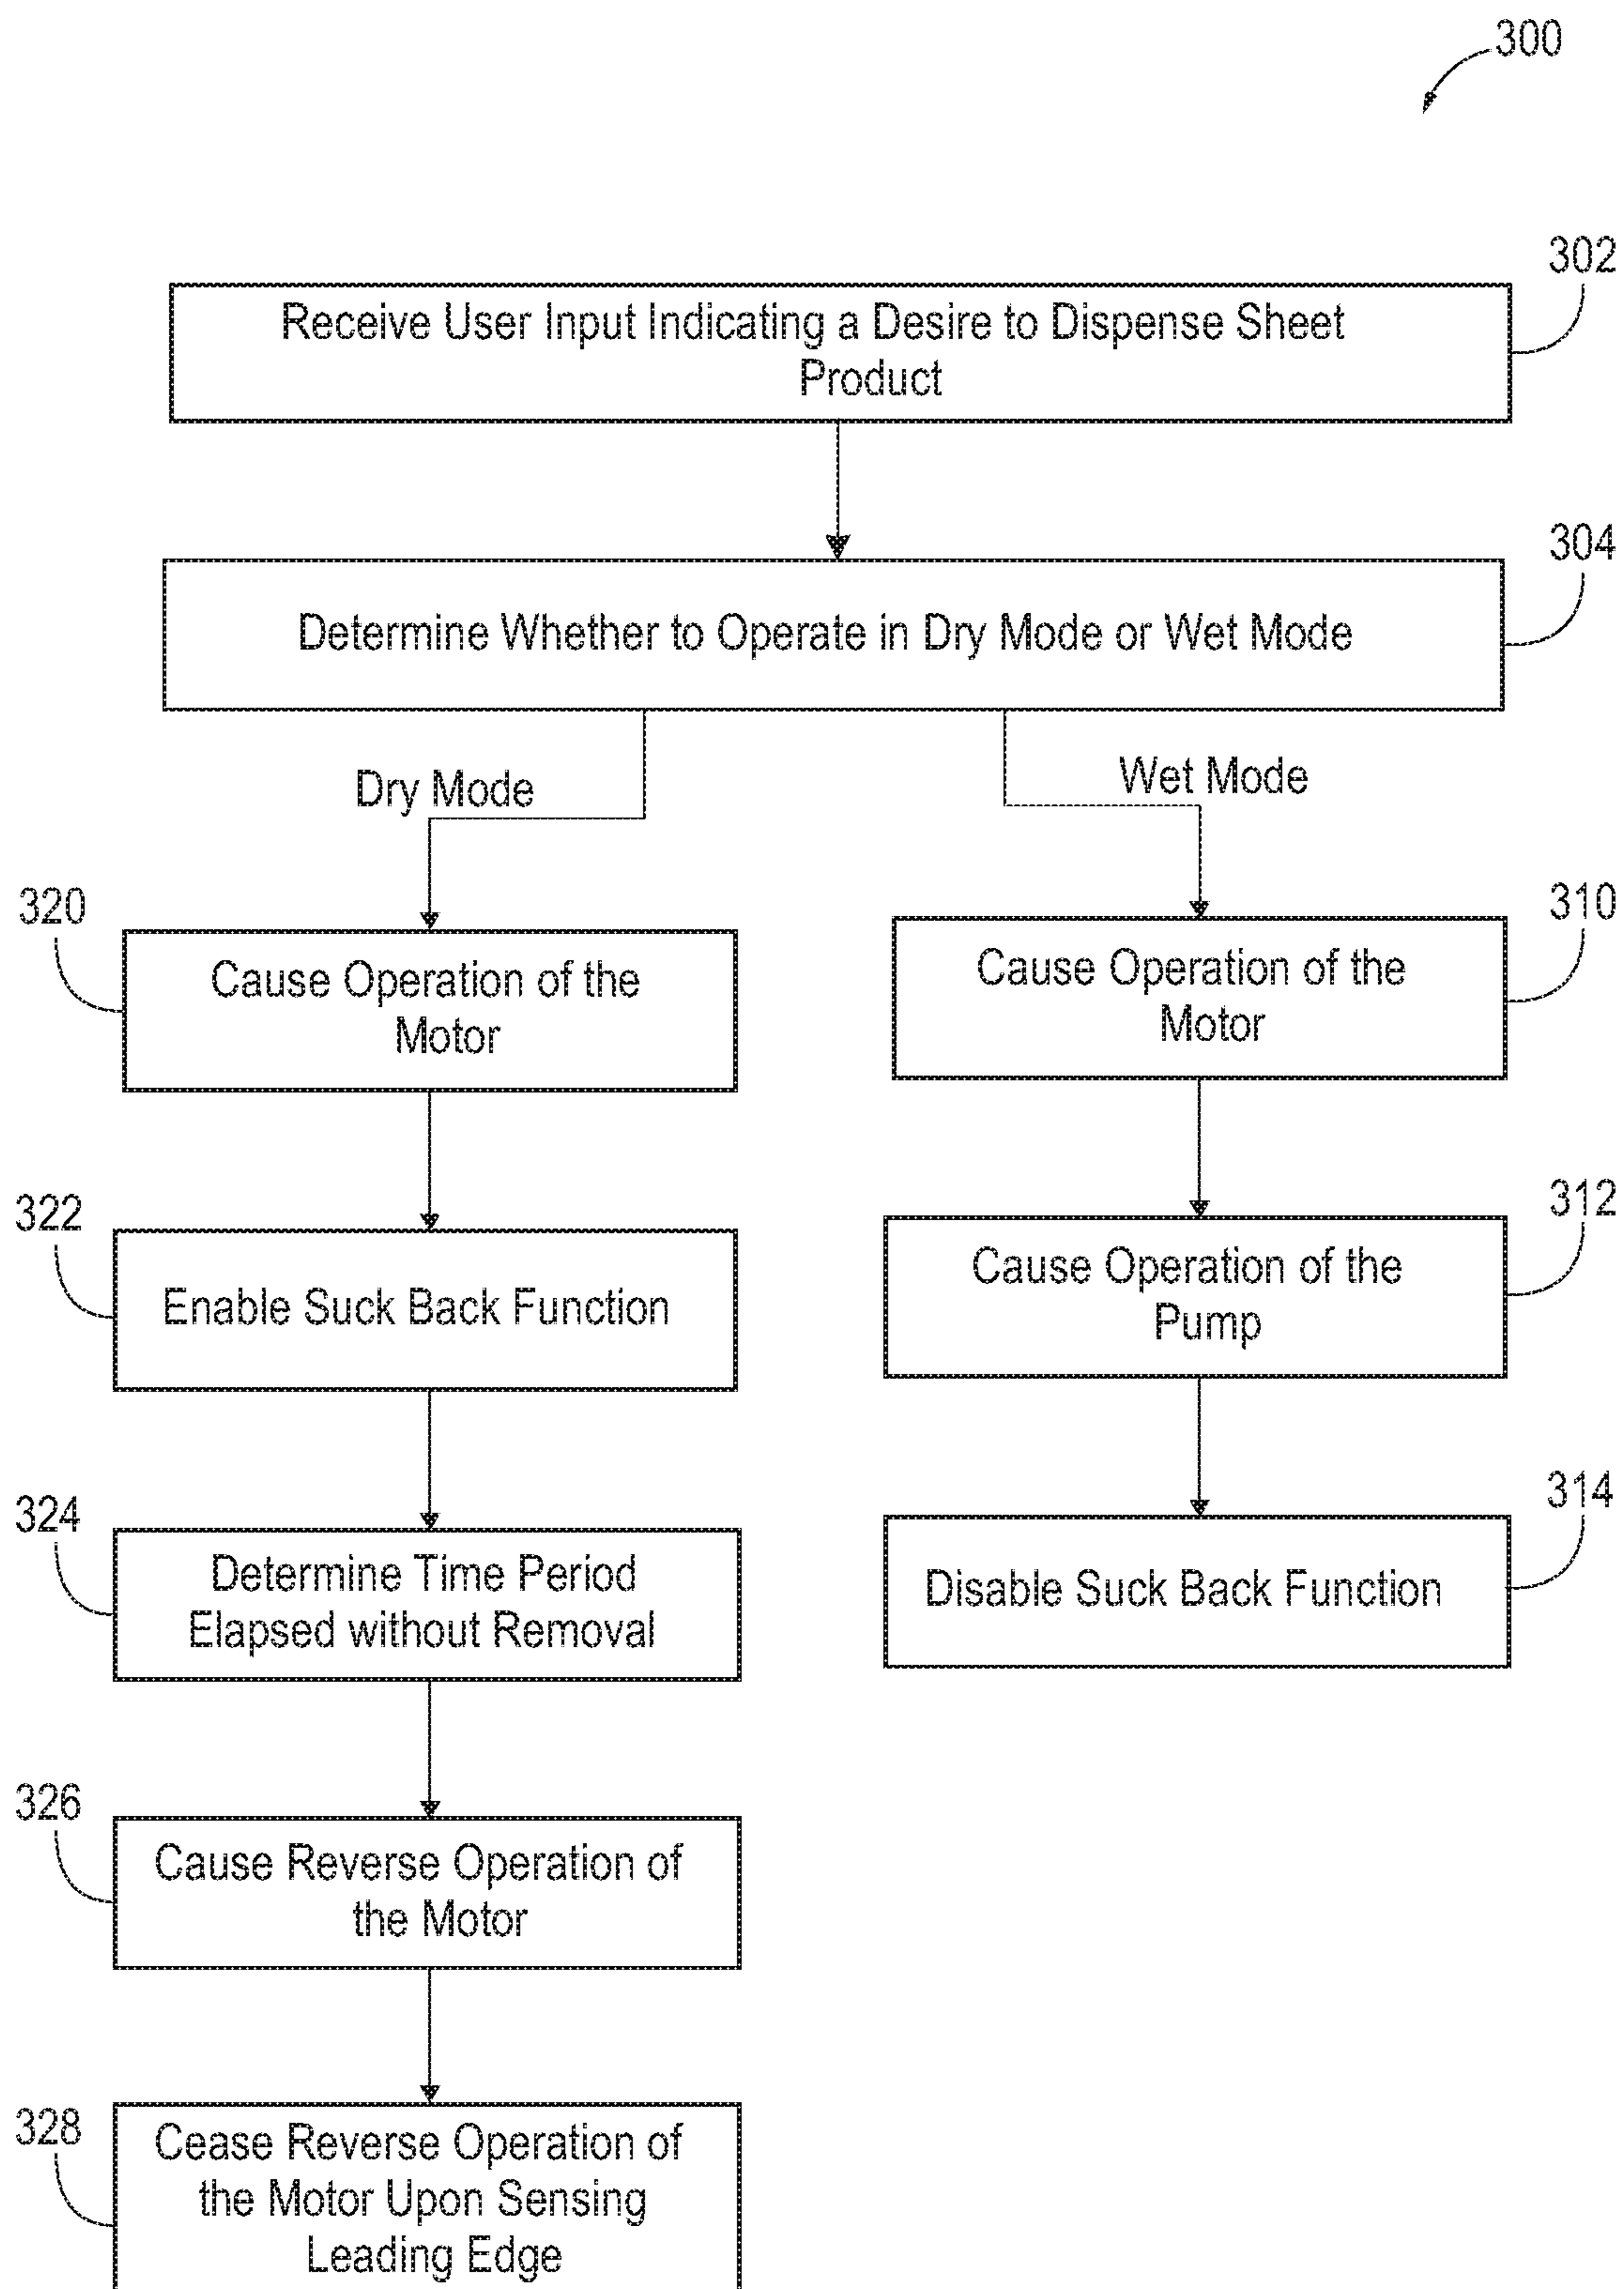 300
302
Receive User Input Indicating a Desire to Dispense Sheet
Product
304
Determine Whether to Operate in Dry Mode or Wet Mode
Dry Mode
Wet Mode
320
Cause Operation of the
Motor
310
Cause Operation of the
Motor
322
Enable Suck Back Function
312
Cause Operation of the
Pump
324
Determine Time Period
Elapsed without Removal
314
Disable Suck Back Function
326
Cause Reverse Operation of
the Motor
328
Cease Reverse Operation of
the Motor Upon Sensing
Leading Edge